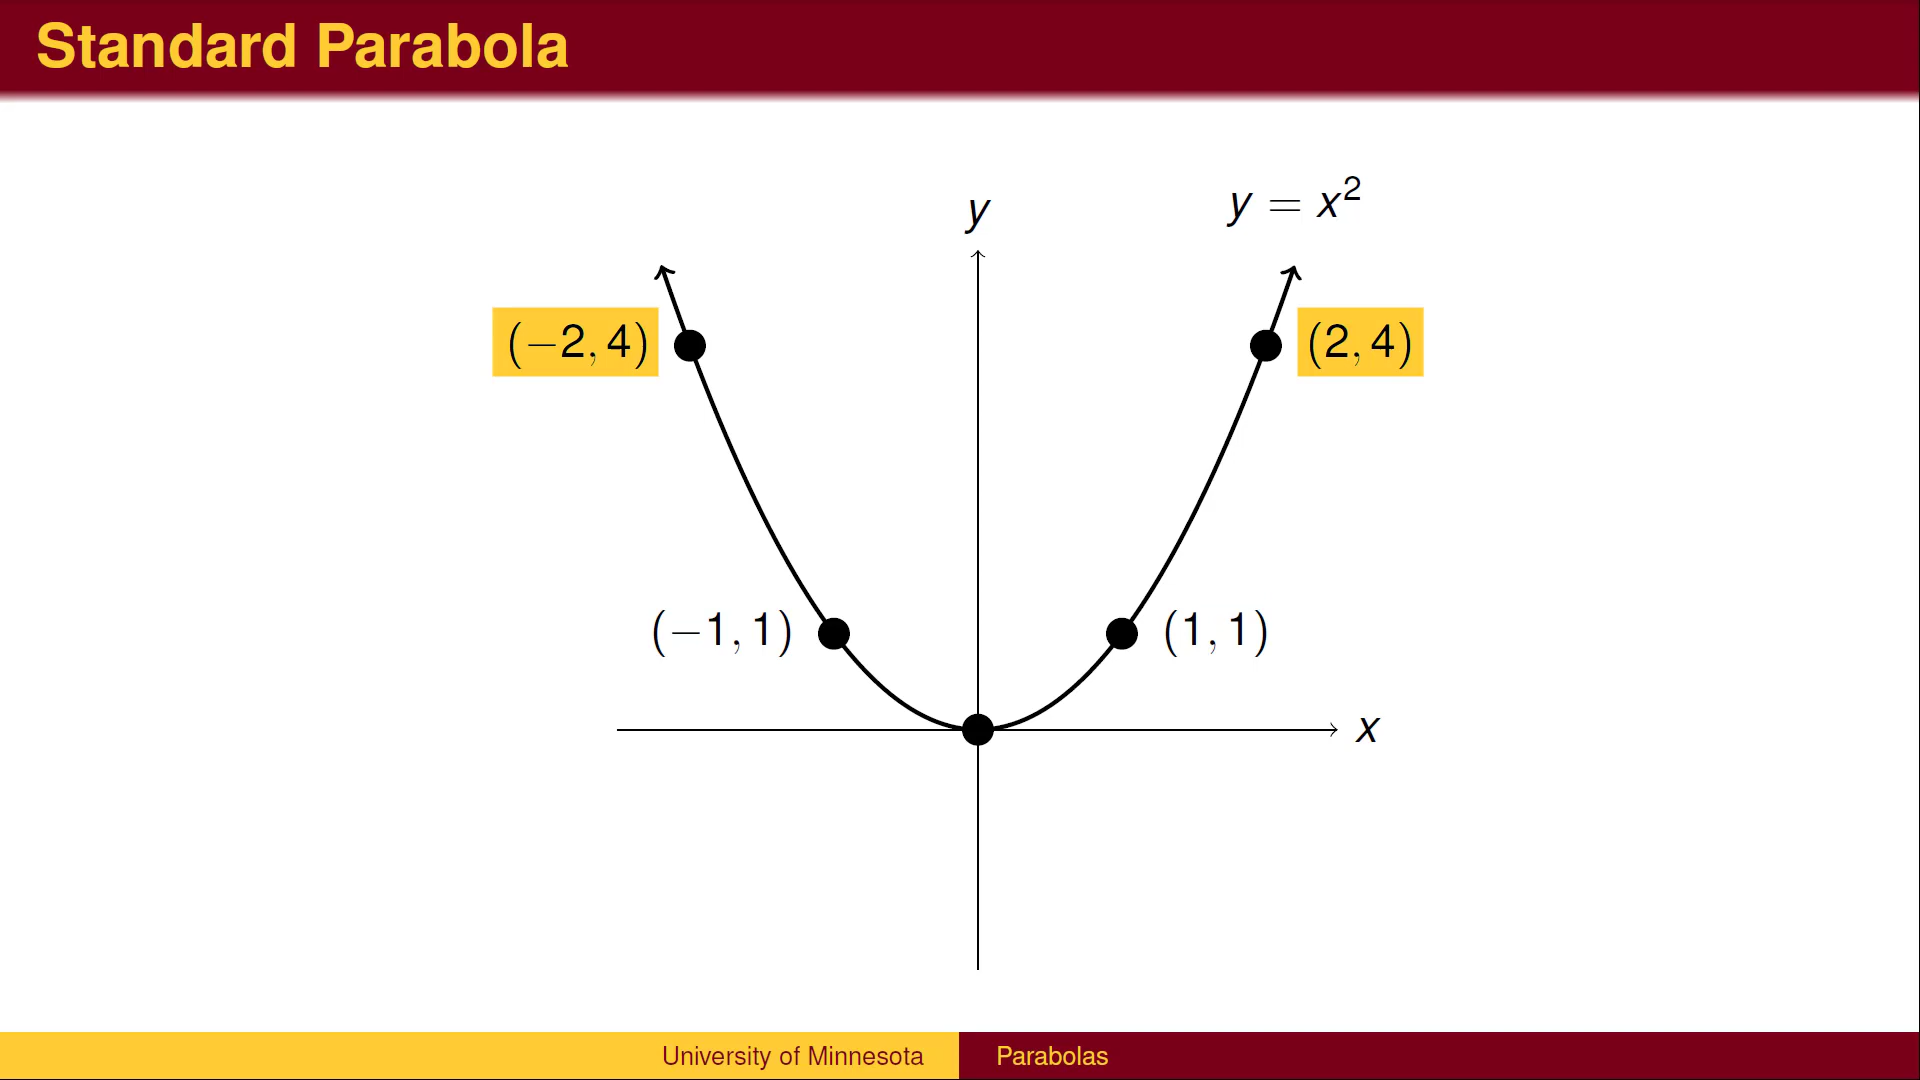 Standard Parabola
y
y = x²
(−2, 4)
(2, 4)
(−1, 1)
(1, 1)
x
University of Minnesota
Parabolas